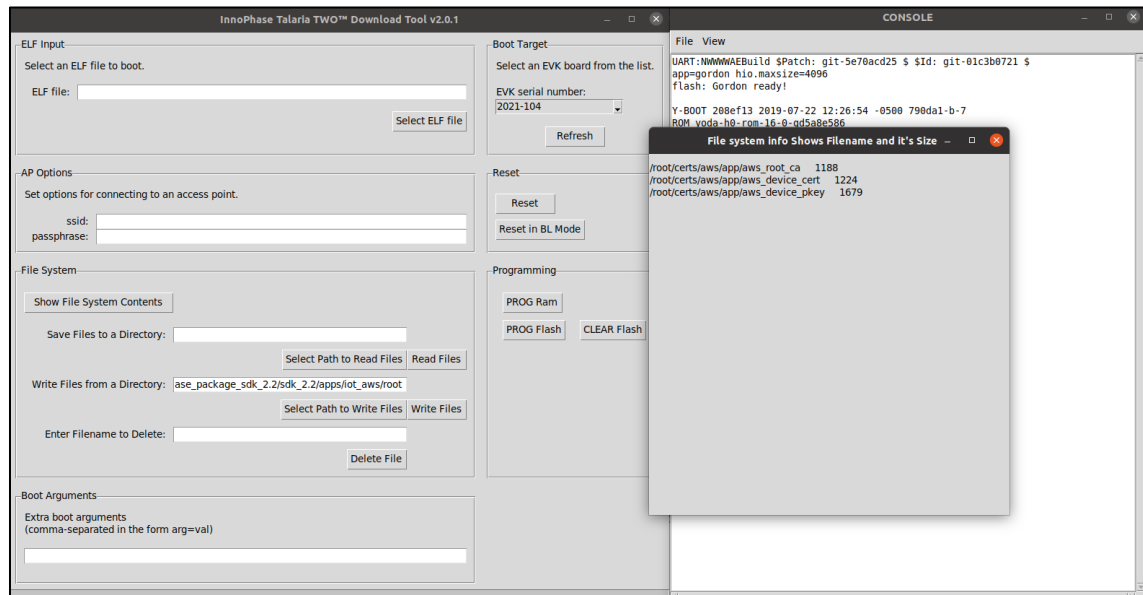 InnoPhase Talaria TWO™ Download Tool v2.0.1
ELF Input
Select an ELF file to boot.
ELF file:
Select ELF file
AP Options
Set options for connecting to an access point.
ssid:
passphrase:
File System
Show File System Contents
Save Files to a Directory:
Select Path to Read Files Read Files
Write Files from a Directory: ase_package_sdk_2.2/sdk_2.2/apps/iot_aws/root
Select Path to Write Files Write Files
Enter Filename to Delete:
Delete File
Boot Arguments
Extra boot arguments
(comma-separated in the form arg=val)
Boot Target
Select an EVK board from the list.
EVK serial number:
2021-104
Refresh
Reset
Reset
Reset in BL Mode
Programming
PROG Ram
PROG Flash CLEAR Flash
CONSOLE
File View
UART:NWWWWAEBuild $Patch: git-5e70acd25 $ $Id: git-01c3b0721 $
app=gordon hio.maxsize=4096
flash: Gordon ready!
Y-BOOT 208ef13 2019-07-22 12:26:54 -0500 790da1-b-7
ROM yoda-h0-rom-16-0-gd5a8e586
File system info Shows Filename and it's Size
/root/certs/aws/app/aws_root_ca 1188
/root/certs/aws/app/aws_device_cert 1224
/root/certs/aws/app/aws_device_pkey 1679